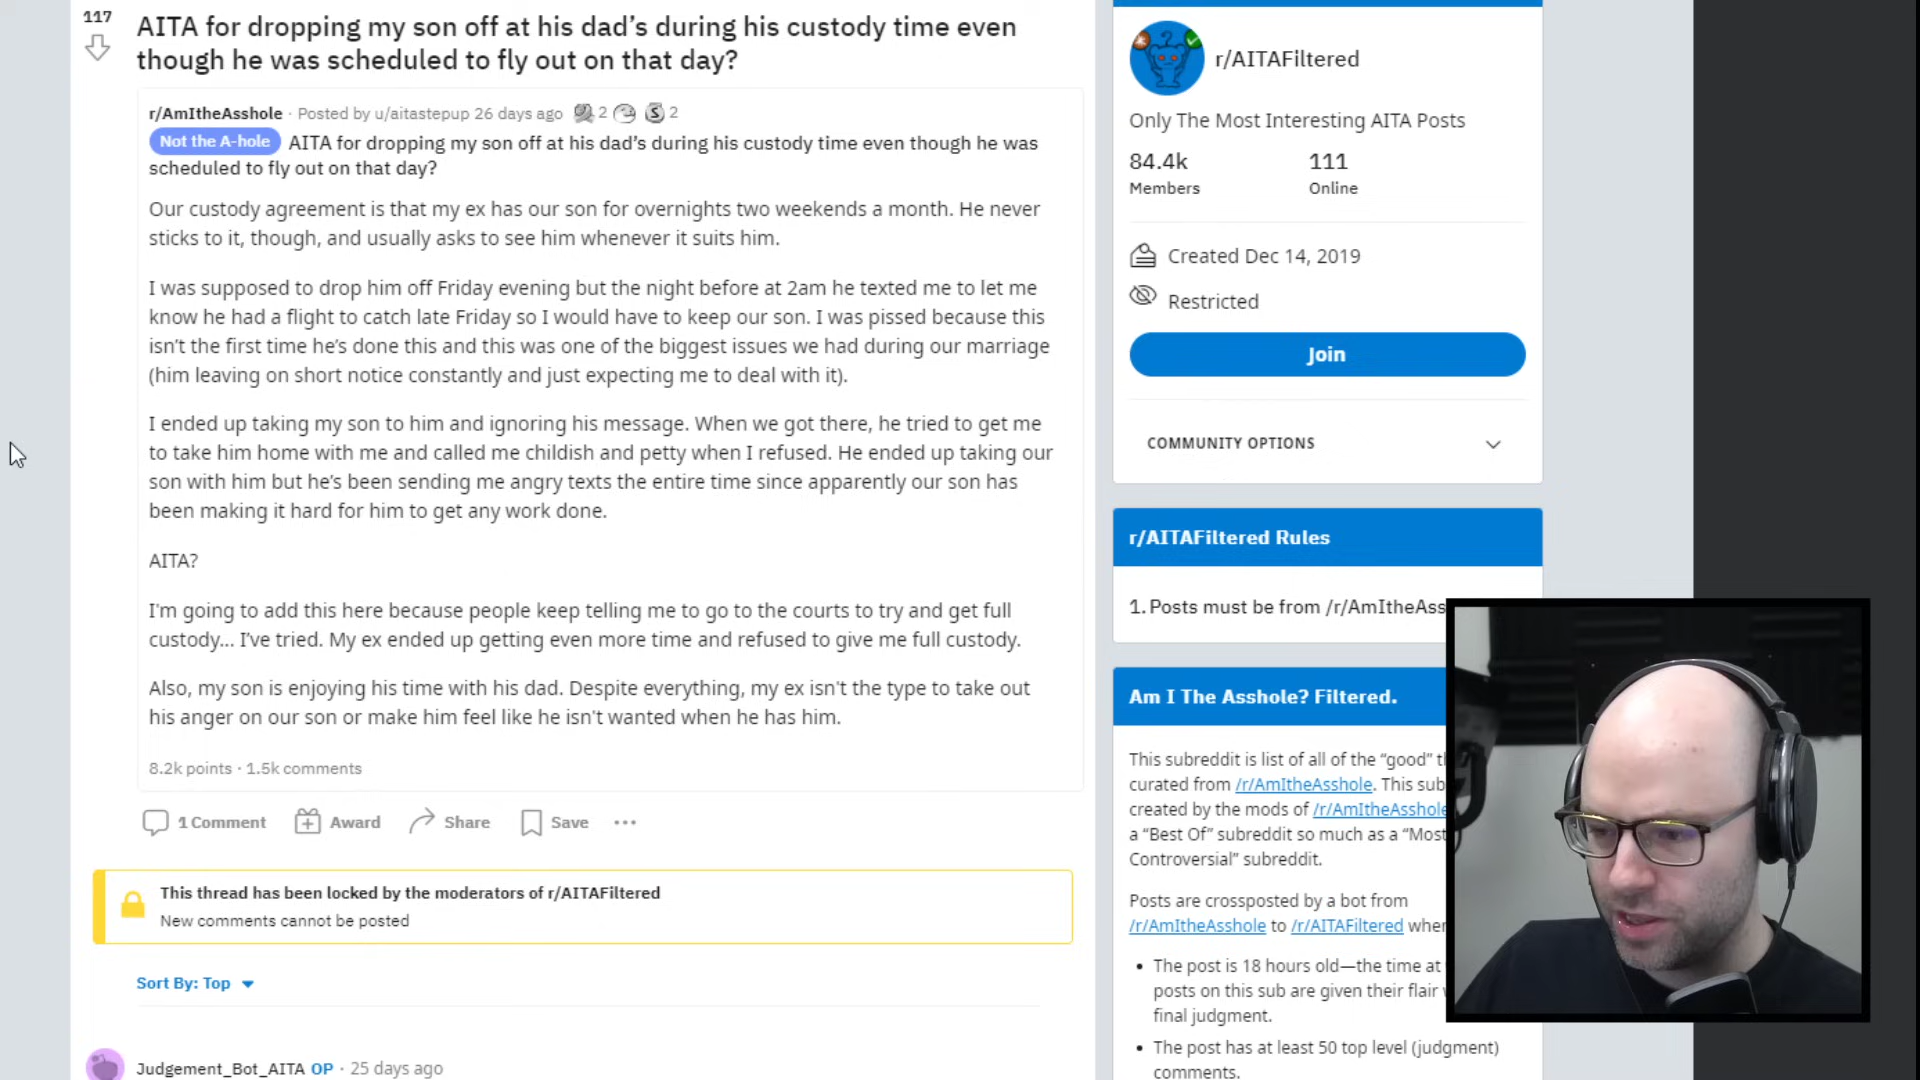 117
AITA for dropping my son off at his dad’s during his custody time even
though he was scheduled to fly out on that day?
r/AmItheAsshole · Posted by u/aitastepup 26 days ago 2 2
Not the A-hole AITA for dropping my son off at his dad’s during his custody time even though he was
scheduled to fly out on that day?
Our custody agreement is that my ex has our son for overnights two weekends a month. He never
sticks to it, though, and usually asks to see him whenever it suits him.
I was supposed to drop him off Friday evening but the night before at 2am he texted me to let me
know he had a flight to catch late Friday so I would have to keep our son. I was pissed because this
isn’t the first time he’s done this and this was one of the biggest issues we had during our marriage
(him leaving on short notice constantly and just expecting me to deal with it).
I ended up taking my son to him and ignoring his message. When we got there, he tried to get me
to take him home with me and called me childish and petty when I refused. He ended up taking our
son with him but he’s been sending me angry texts the entire time since apparently our son has
been making it hard for him to get any work done.
AITA?
I'm going to add this here because people keep telling me to go to the courts to try and get full
custody... I’ve tried. My ex ended up getting even more time and refused to give me full custody.
Also, my son is enjoying his time with his dad. Despite everything, my ex isn't the type to take out
his anger on our son or make him feel like he isn’t wanted when he has him.
8.2k points · 1.5k comments
1 Comment Award Share Save
This thread has been locked by the moderators of r/AITAFiltered
New comments cannot be posted
Sort By: Top
Judgement_Bot_AITA OP · 25 days ago
r/AITAFiltered
Only The Most Interesting AITA Posts
84.4k 111
Members Online
Created Dec 14, 2019
Restricted
Join
COMMUNITY OPTIONS
r/AITAFiltered Rules
1. Posts must be from /r/AmItheAss
Am I The Asshole? Filtered.
This subreddit is list of all of the “good”
curated from /r/AmItheAsshole. This sub
created by the mods of /r/AmItheAsshole
a “Best Of” subreddit so much as a “Most
Controversial” subreddit.
Posts are crossposted by a bot from
/r/AmItheAsshole to /r/AITAFiltered
The post is 18 hours old—the time at
posts on this sub are given their flair
final judgment.
The post has at least 50 top level (judgment)
comments.